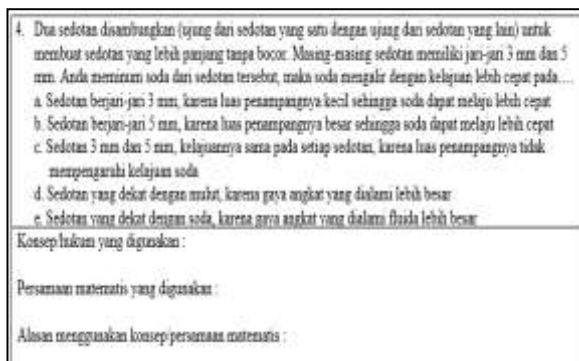 4. Dua sedotan disambungkan (ujung dari sedotan yang satu dengan ujung dari sedotan yang lain) untuk
membuat sedotan yang lebih panjang tanpa bocor. Masing-masing sedotan memiliki jari-jari 3 mm dan 5
mm. Anda meminum soda dari sedotan tersebut, maka soda mengalir dengan kelajuan lebih cepat pada....
a. Sedotan berjari-jari 3 mm, karena luas penampangnya kecil sehingga soda dapat melaju lebih cepat
b. Sedotan berjari-jari 5 mm, karena luas penampangnya besar sehingga soda dapat melaju lebih cepat
c. Sedotan 3 mm dan 5 mm, kelajuannya sama pada setiap sedotan, karena luas penampangnya tidak
mempengaruhi kelajuan soda
d. Sedotan yang dekat dengan mulut, karena gaya angkat yang dialami lebih besar
e. Sedotan yang dekat dengan soda, karena gaya angkat yang dialami fluida lebih besar
Konsep/hukum yang digunakan :
Persamaan matematis yang digunakan :
Alasan menggunakan konsep/persamaan matematis :